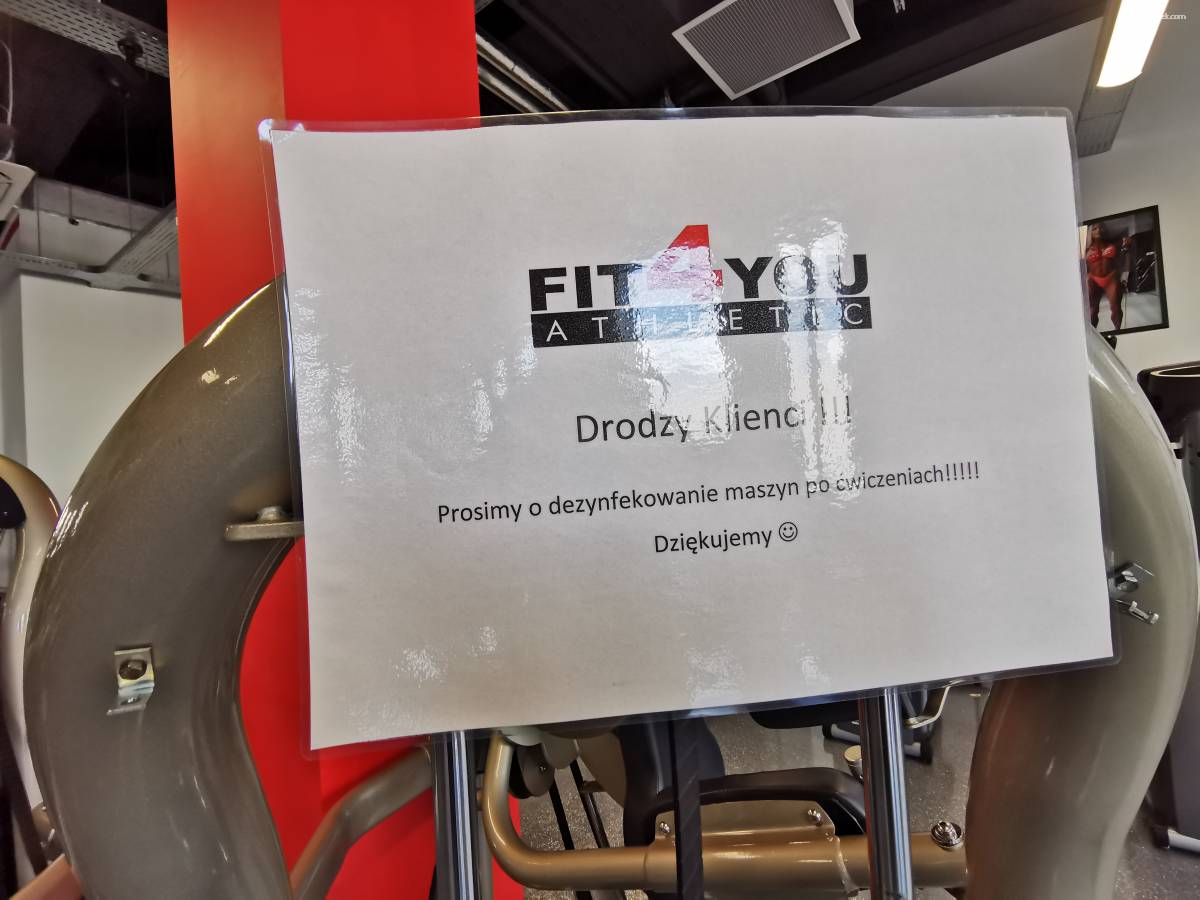 FIT4YOU
ATHLETIC
Drodzy Klienci !!!
Prosimy o dezynfekowanie maszyn po ćwiczeniach!!!!!
Dziękujemy ☺